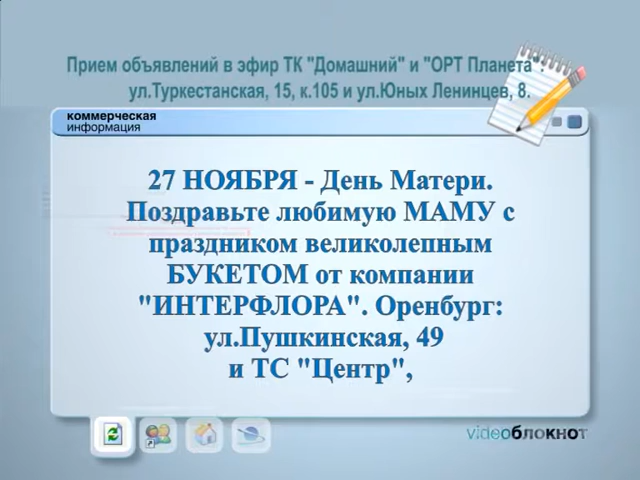 Прием объявлений в эфир ТК "Домашний" и "ОРТ Планета":
ул.Туркестанская, 15, к.105 и ул.Юных Ленинцев, 8.
коммерческая
информация
27 НОЯБРЯ - День Матери.
Поздравьте любимую МАМУ с
праздником великолепным
БУКЕТОМ от компании
"ИНТЕРФЛОРА". Оренбург:
ул.Пушкинская, 49
и ТС "Центр",
videoблокнот